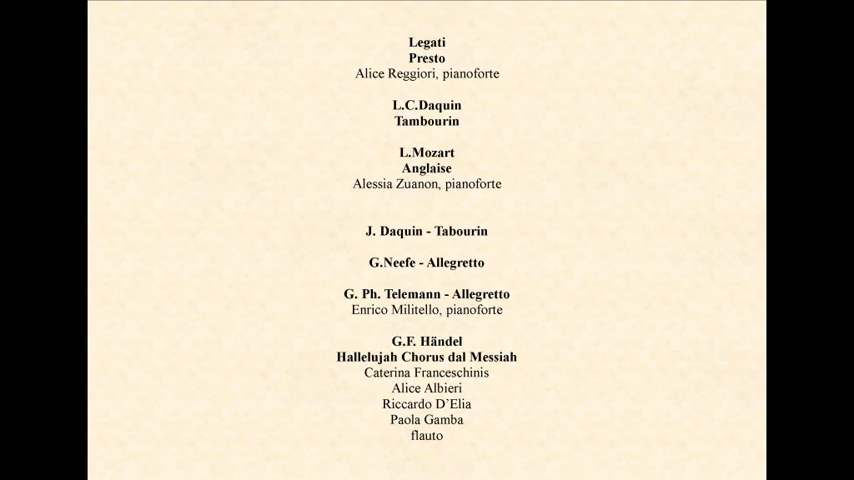 Legati
Presto
Alice Reggiori, pianoforte
L.C.Daquin
Tambourin
L.Mozart
Anglaise
Alessia Zuanon, pianoforte
J. Daquin - Tabourin
G.Neefe - Allegretto
G. Ph. Telemann - Allegretto
Enrico Militello, pianoforte
G.F. Händel
Hallelujah Chorus dal Messiah
Caterina Franceschinis
Alice Albieri
Riccardo D'Elia
Paola Gamba
flauto